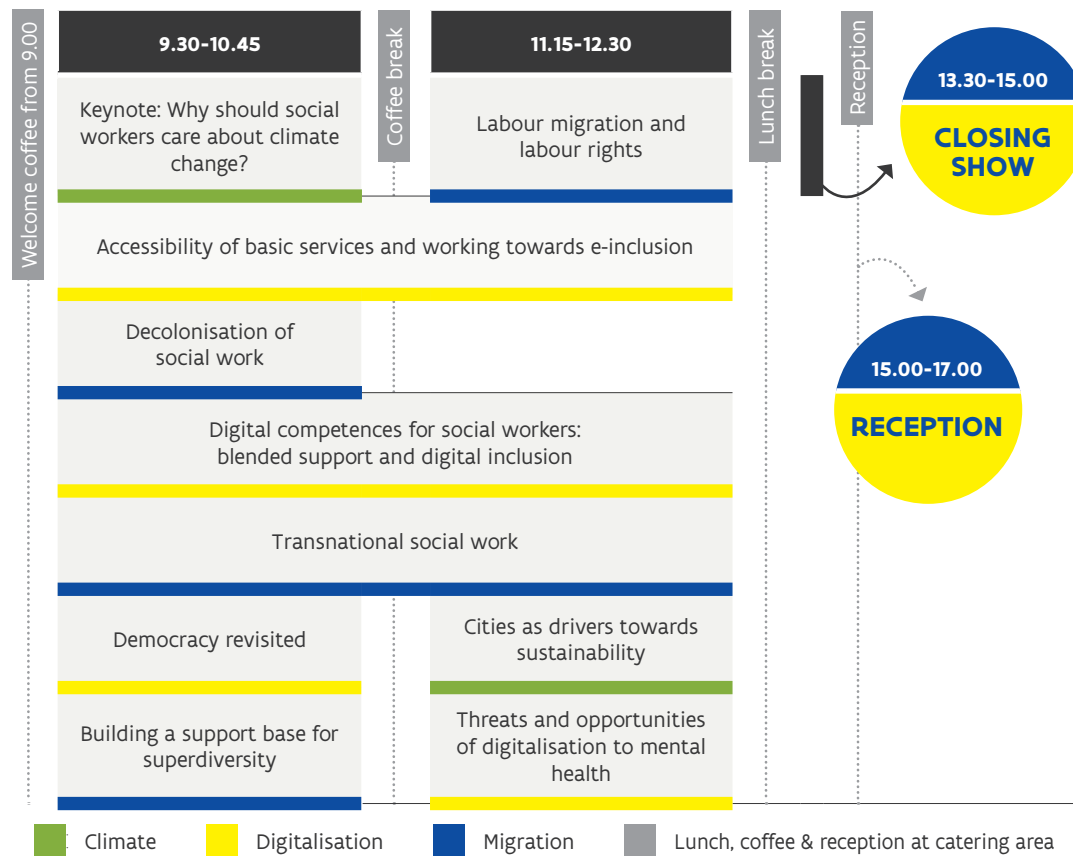 Welcome coffee from 9.00
9.30-10.45
Coffee break
11.15-12.30
Lunch break
Reception
13.30-15.00
CLOSING
SHOW
Keynote: Why should social
workers care about climate
change?
Labour migration and
labour rights
Accessibility of basic services and working towards e-inclusion
Decolonisation of
social work
15.00-17.00
RECEPTION
Digital competences for social workers:
blended support and digital inclusion
Transnational social work
Democracy revisited
Cities as drivers towards
sustainability
Building a support base for
superdiversity
Threats and opportunities
of digitalisation to mental
health
Climate
Digitalisation
Migration
Lunch, coffee & reception at catering area